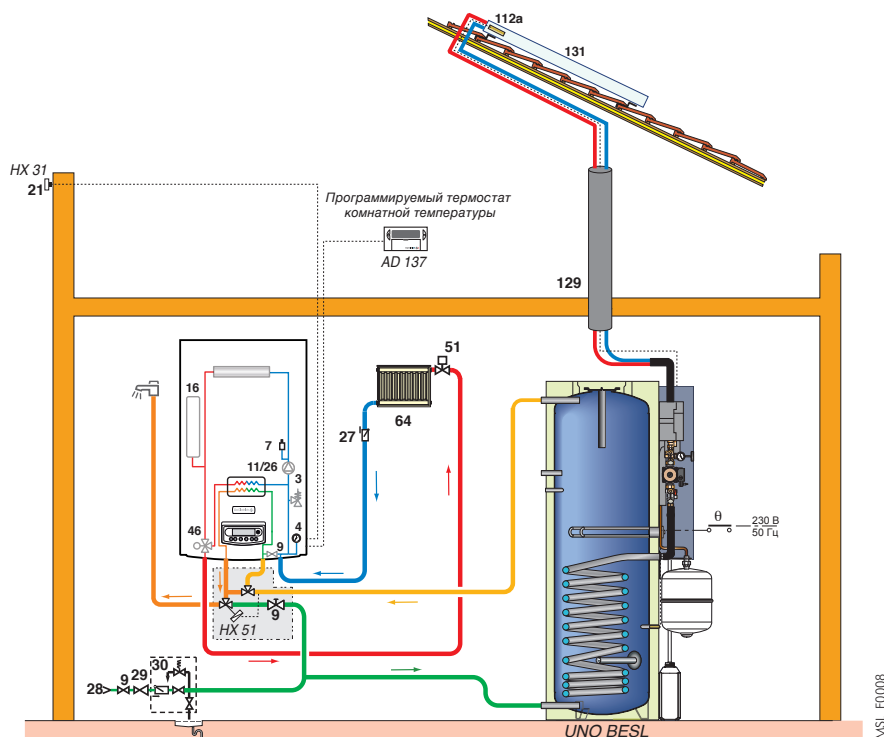 112a
131
HX 31
21
Программируемый термостат
комнатной температуры
AD 137
129
51
16
64
27
7
11/26
3
4
46
9
θ
230 В
50 Гц
9
HX 51
30
29
9
28
UNO BESL
MSL_F0008